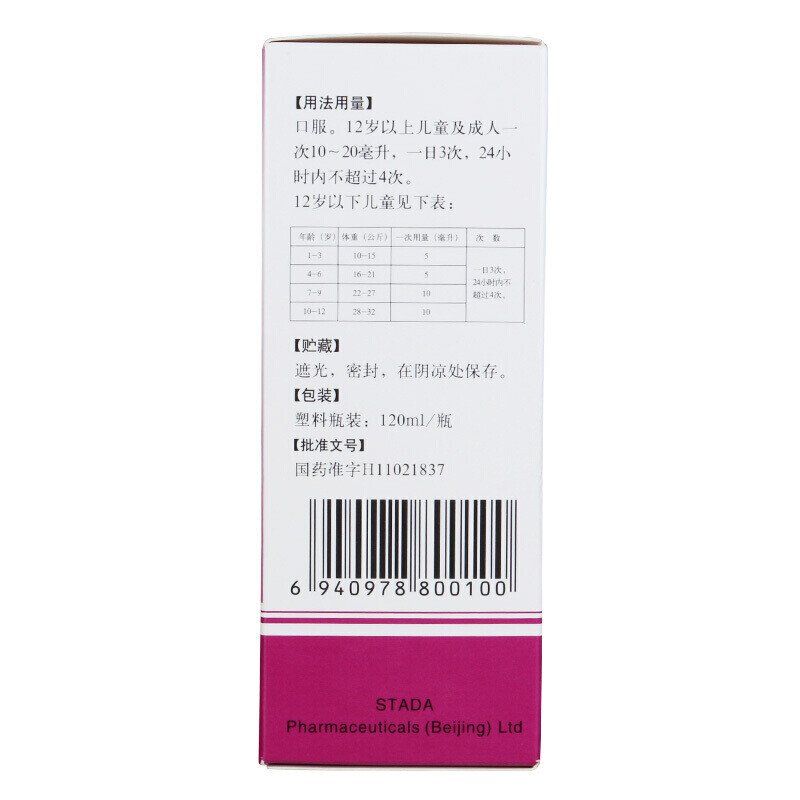 【用法用量】
口服。12岁以上儿童及成人一
次10~20毫升，一日3次，24小
时内不超过4次。
12岁以下儿童见下表：
年龄（岁） 体重（公斤） 一次用量（毫升） 次 数
1-3 10-15 5
4-6 16-21 5
7-9 22-27 10
10-12 28-32 10
一日3次，
24小时内不
超过4次。
【贮藏】
遮光，密封，在阴凉处保存。
【包装】
塑料瓶装：120ml/瓶
【批准文号】
国药准字H11021837
6 940978 800100
STADA
Pharmaceuticals (Beijing) Ltd